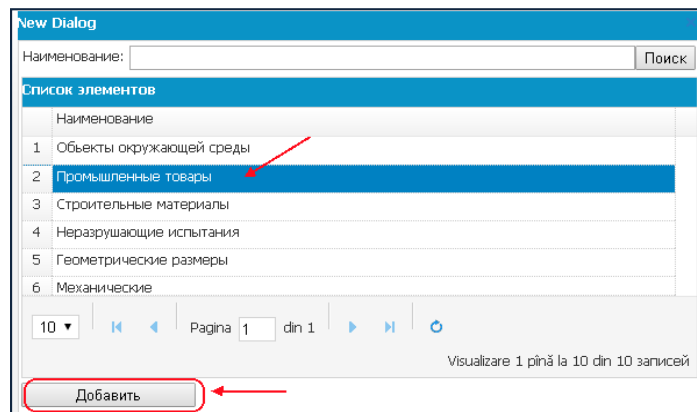 New Dialog
Наименование: Поиск
Список элементов
Наименование
1 Обьекты окружающей среды
2 Промышленные товары
3 Строительные материалы
4 Неразрушающие испытания
5 Геометрические размеры
6 Механические
10 Pagina 1 din 1
Visualizare 1 pînă la 10 din 10 записей
Добавить